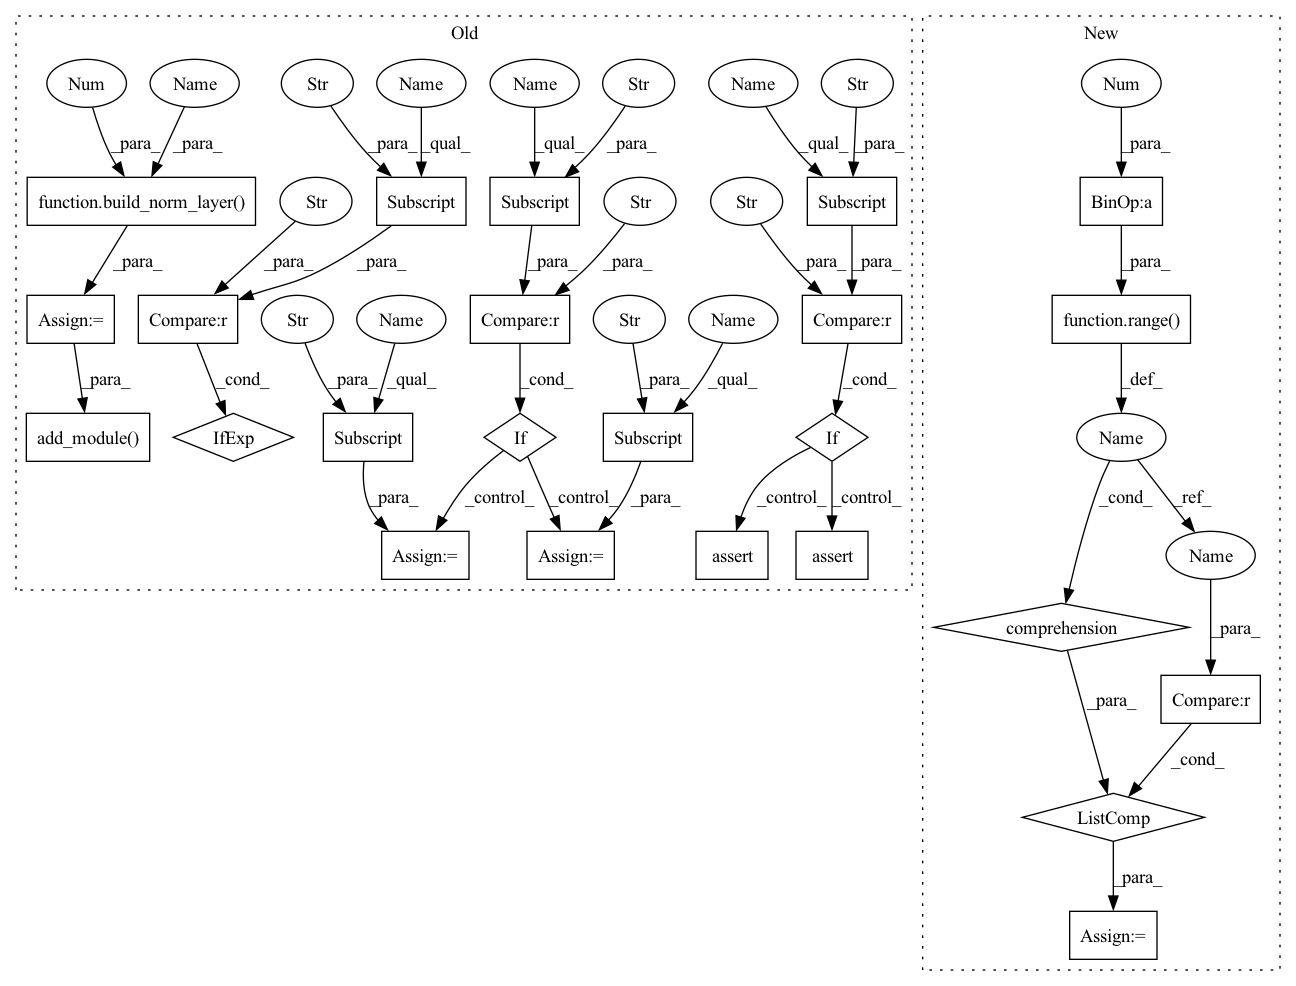 Old
New
Num
Name
Str
Name
Name
Str
Name
Str
Num
_para_
_para_
_para_
_qual_
_qual_
_para_
_qual_
_para_
_para_
function.build_norm_layer()
Str
Subscript
Subscript
Str
Str
Subscript
BinOp:a
_para_
_para_
_para_
_para_
_para_
_para_
_para_
_para_
Assign:=
Compare:r
Str
Name
Compare:r
Str
Name
Compare:r
function.range()
_para_
_cond_
_para_
_qual_
_cond_
_para_
_qual_
_cond_
_def_
add_module()
IfExp
Subscript
If
Subscript
If
Name
_para_
_control_
_control_
_para_
_control_
_control_
_cond_
_ref_
Assign:=
Assign:=
assert
assert
Name
comprehension
_para_
_para_
Compare:r
_cond_
ListComp
_para_
Assign:=